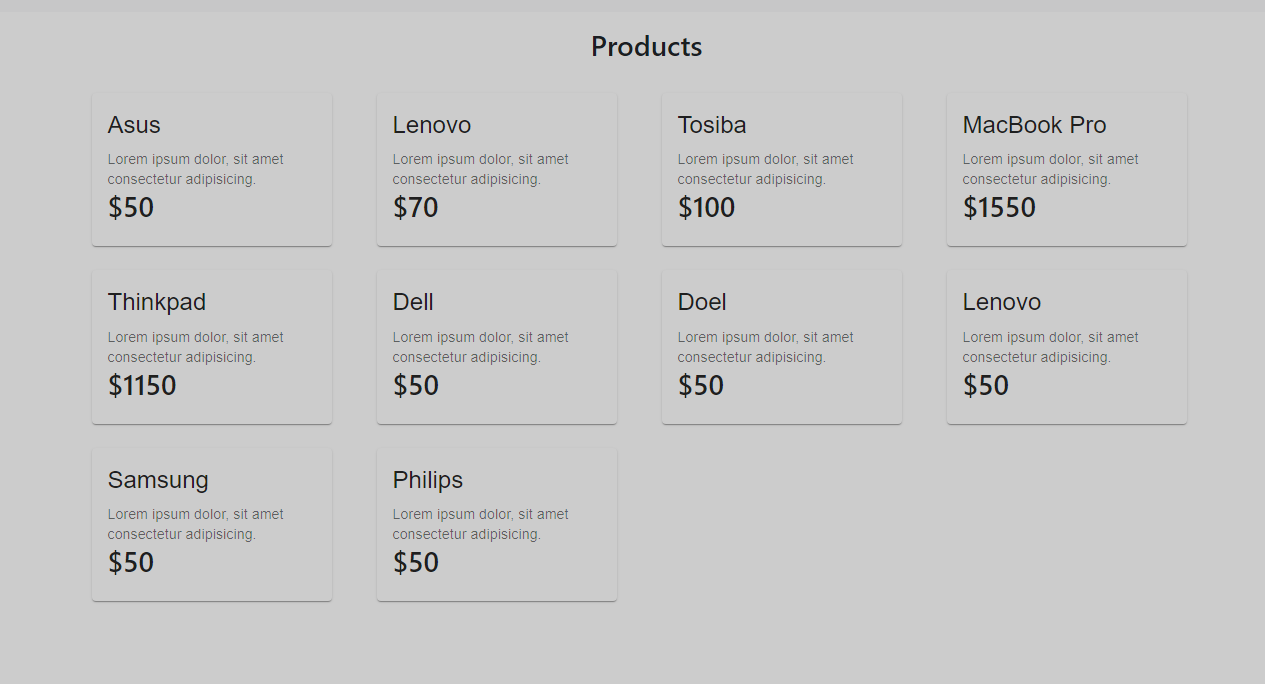 Products
Asus
Lorem ipsum dolor, sit amet
consectetur adipisicing.
$50
Lenovo
Lorem ipsum dolor, sit amet
consectetur adipisicing.
$70
Tosiba
Lorem ipsum dolor, sit amet
consectetur adipisicing.
$100
MacBook Pro
Lorem ipsum dolor, sit amet
consectetur adipisicing.
$1550
Thinkpad
Lorem ipsum dolor, sit amet
consectetur adipisicing.
$1150
Dell
Lorem ipsum dolor, sit amet
consectetur adipisicing.
$50
Doel
Lorem ipsum dolor, sit amet
consectetur adipisicing.
$50
Lenovo
Lorem ipsum dolor, sit amet
consectetur adipisicing.
$50
Samsung
Lorem ipsum dolor, sit amet
consectetur adipisicing.
$50
Philips
Lorem ipsum dolor, sit amet
consectetur adipisicing.
$50